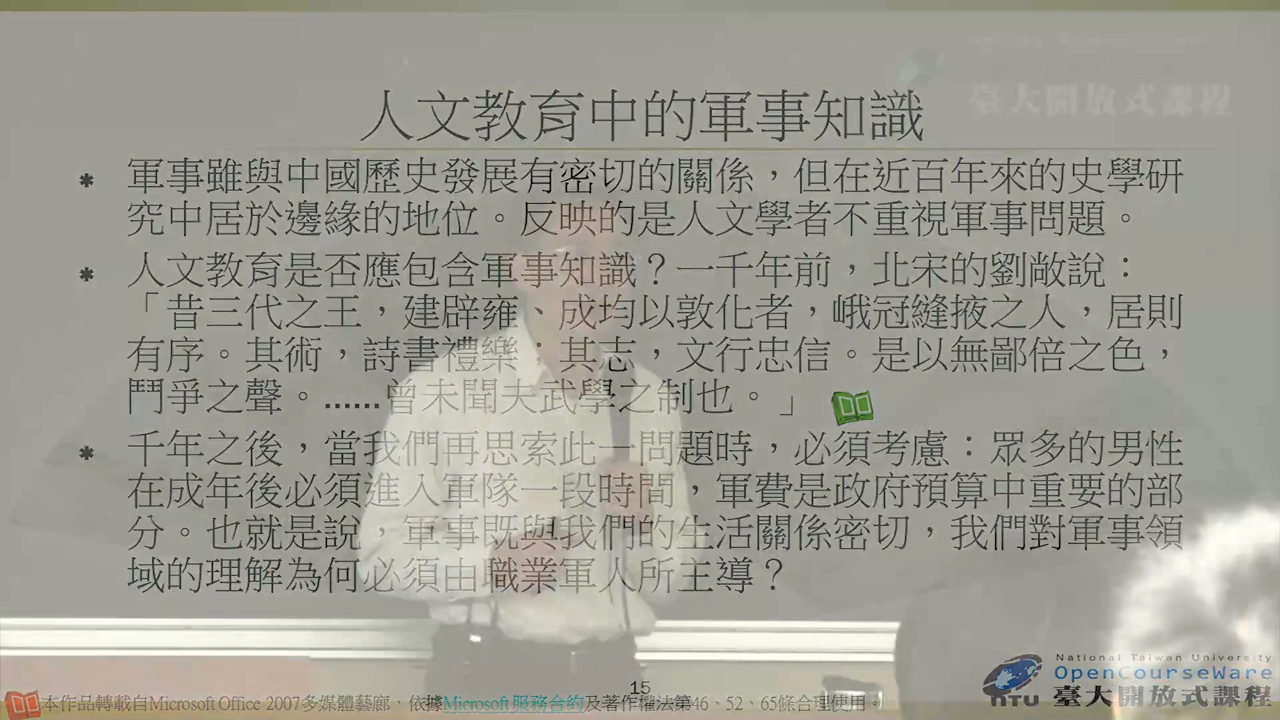 臺大開放式課程
人文教育中的軍事知識
* 軍事雖與中國歷史發展有密切的關係，但在近百年來的史學研
究中居於邊緣的地位。反映的是人文學者不重視軍事問題。
* 人文教育是否應包含軍事知識？一千年前，北宋的劉敞說：
「昔三代之王，建辟雍、成均以敦化者，峨冠縫掖之人，居則
有序。其術，詩書禮樂；其志，文行忠信。是以無鄙倍之色，
鬥爭之聲。……曾未聞夫武學之制也。」
* 千年之後，當我們再思索此一問題時，必須考慮：眾多的男性
在成年後必須進入軍隊一段時間，軍費是政府預算中重要的部
分。也就是說，軍事既與我們的生活關係密切，我們對軍事領
域的理解為何必須由職業軍人所主導？
15
本作品轉載自Microsoft Office 2007多媒體藝廊，依據Microsoft 服務合約及著作權法第46、52、65條合理使用。
National Taiwan University
OpenCourseWare
NTU 臺大開放式課程